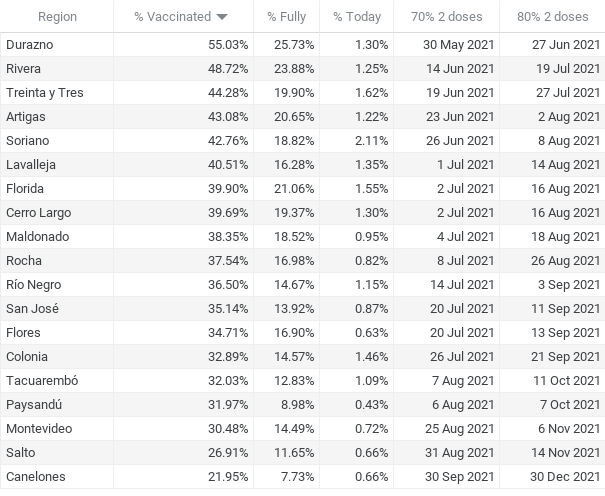 Region % Vaccinated % Fully % Today 70% 2 doses 80% 2 doses
Durazno 55.03% 25.73% 1.30% 30 May 2021 27 Jun 2021
Rivera 48.72% 23.88% 1.25% 14 Jun 2021 19 Jul 2021
Treinta y Tres 44.28% 19.90% 1.62% 19 Jun 2021 27 Jul 2021
Artigas 43.08% 20.65% 1.22% 23 Jun 2021 2 Aug 2021
Soriano 42.76% 18.82% 2.11% 26 Jun 2021 8 Aug 2021
Lavalleja 40.51% 16.28% 1.35% 1 Jul 2021 14 Aug 2021
Florida 39.90% 21.06% 1.55% 2 Jul 2021 16 Aug 2021
Cerro Largo 39.69% 19.37% 1.30% 2 Jul 2021 16 Aug 2021
Maldonado 38.35% 18.52% 0.95% 4 Jul 2021 18 Aug 2021
Rocha 37.54% 16.98% 0.82% 8 Jul 2021 26 Aug 2021
Río Negro 36.50% 14.67% 1.15% 14 Jul 2021 3 Sep 2021
San José 35.14% 13.92% 0.87% 20 Jul 2021 11 Sep 2021
Flores 34.71% 16.90% 0.63% 20 Jul 2021 13 Sep 2021
Colonia 32.89% 14.57% 1.46% 26 Jul 2021 21 Sep 2021
Tacuarembó 32.03% 12.83% 1.09% 7 Aug 2021 11 Oct 2021
Paysandú 31.97% 8.98% 0.43% 6 Aug 2021 7 Oct 2021
Montevideo 30.48% 14.49% 0.72% 25 Aug 2021 6 Nov 2021
Salto 26.91% 11.65% 0.66% 31 Aug 2021 14 Nov 2021
Canelones 21.95% 7.73% 0.66% 30 Sep 2021 30 Dec 2021